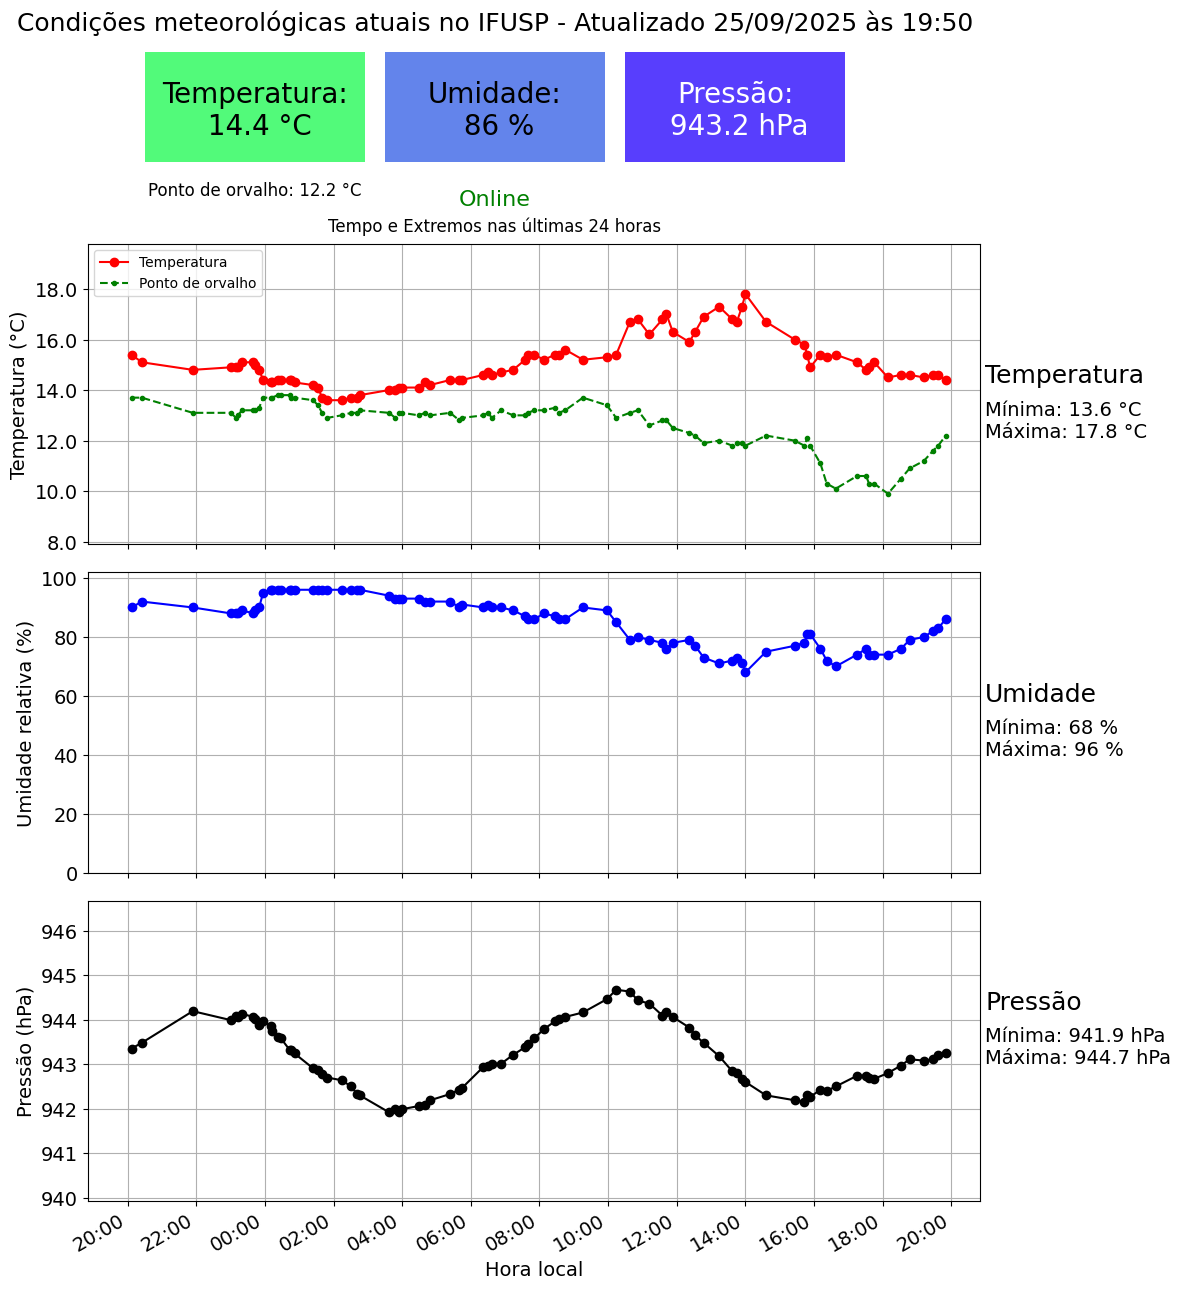 Condições meteorológicas atuais no IFUSP - Atualizado 25/09/2025 às 19:50
Temperatura:
14.4 °C
Umidade:
86 %
Pressão:
943.2 hPa
Ponto de orvalho: 12.2 °C
Online
Tempo e Extremos nas últimas 24 horas
Temperatura
Ponto de orvalho
Temperatura (°C)
18.0
16.0
14.0
12.0
10.0
8.0
Temperatura
Mínima: 13.6 °C
Máxima: 17.8 °C
Umidade relativa (%)
100
80
60
40
20
0
Umidade
Mínima: 68 %
Máxima: 96 %
Pressão (hPa)
946
945
944
943
942
941
940
Pressão
Mínima: 941.9 hPa
Máxima: 944.7 hPa
20:00 22:00 00:00 02:00 04:00 06:00 08:00 10:00 12:00 14:00 16:00 18:00 20:00
Hora local